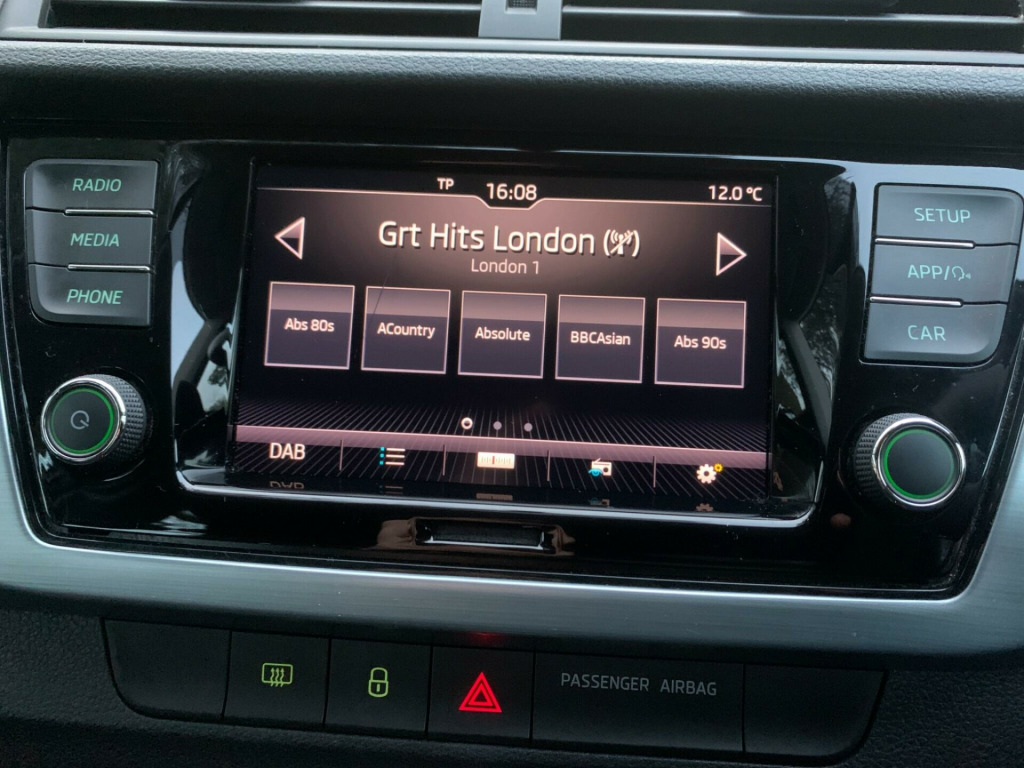 RADIO
MEDIA
PHONE
TP 16:08 12.0 °C
Grt Hits London
London 1
Abs 80s ACountry Absolute BBCAsian Abs 90s
DAB
SETUP
APP/
CAR
PASSENGER AIRBAG